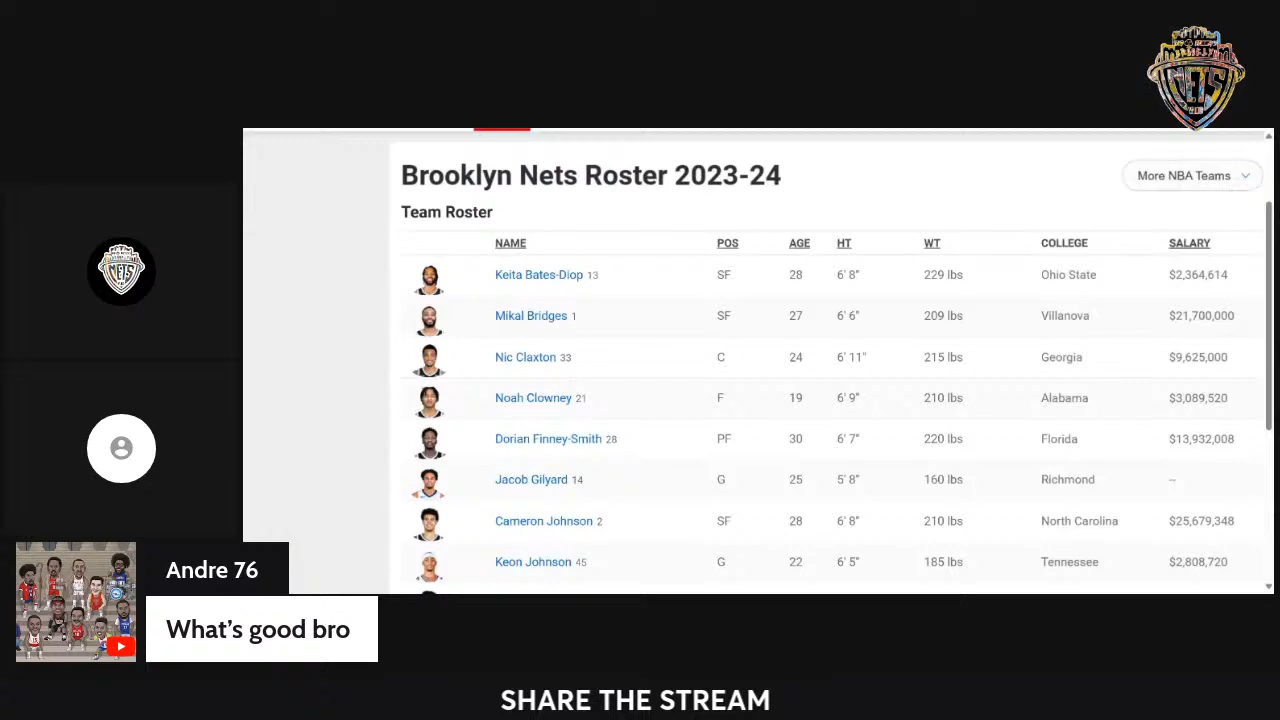 NETS
Brooklyn Nets Roster 2023-24
More NBA Teams
Team Roster
NAME POS AGE HT WT COLLEGE SALARY
Keita Bates-Diop 13 SF 28 6' 8" 229 lbs Ohio State $2,364,614
Mikal Bridges 1 SF 27 6' 6" 209 lbs Villanova $21,700,000
Nic Claxton 33 C 24 6' 11" 215 lbs Georgia $9,625,000
Noah Clowney 21 F 19 6' 9" 210 lbs Alabama $3,089,520
Dorian Finney-Smith 28 PF 30 6' 7" 220 lbs Florida $13,932,008
Jacob Gilyard 14 G 25 5' 8" 160 lbs Richmond --
Cameron Johnson 2 SF 28 6' 8" 210 lbs North Carolina $25,679,348
Keon Johnson 45 G 22 6' 5" 185 lbs Tennessee $2,808,720
NETS
Andre 76
What's good bro
SHARE THE STREAM